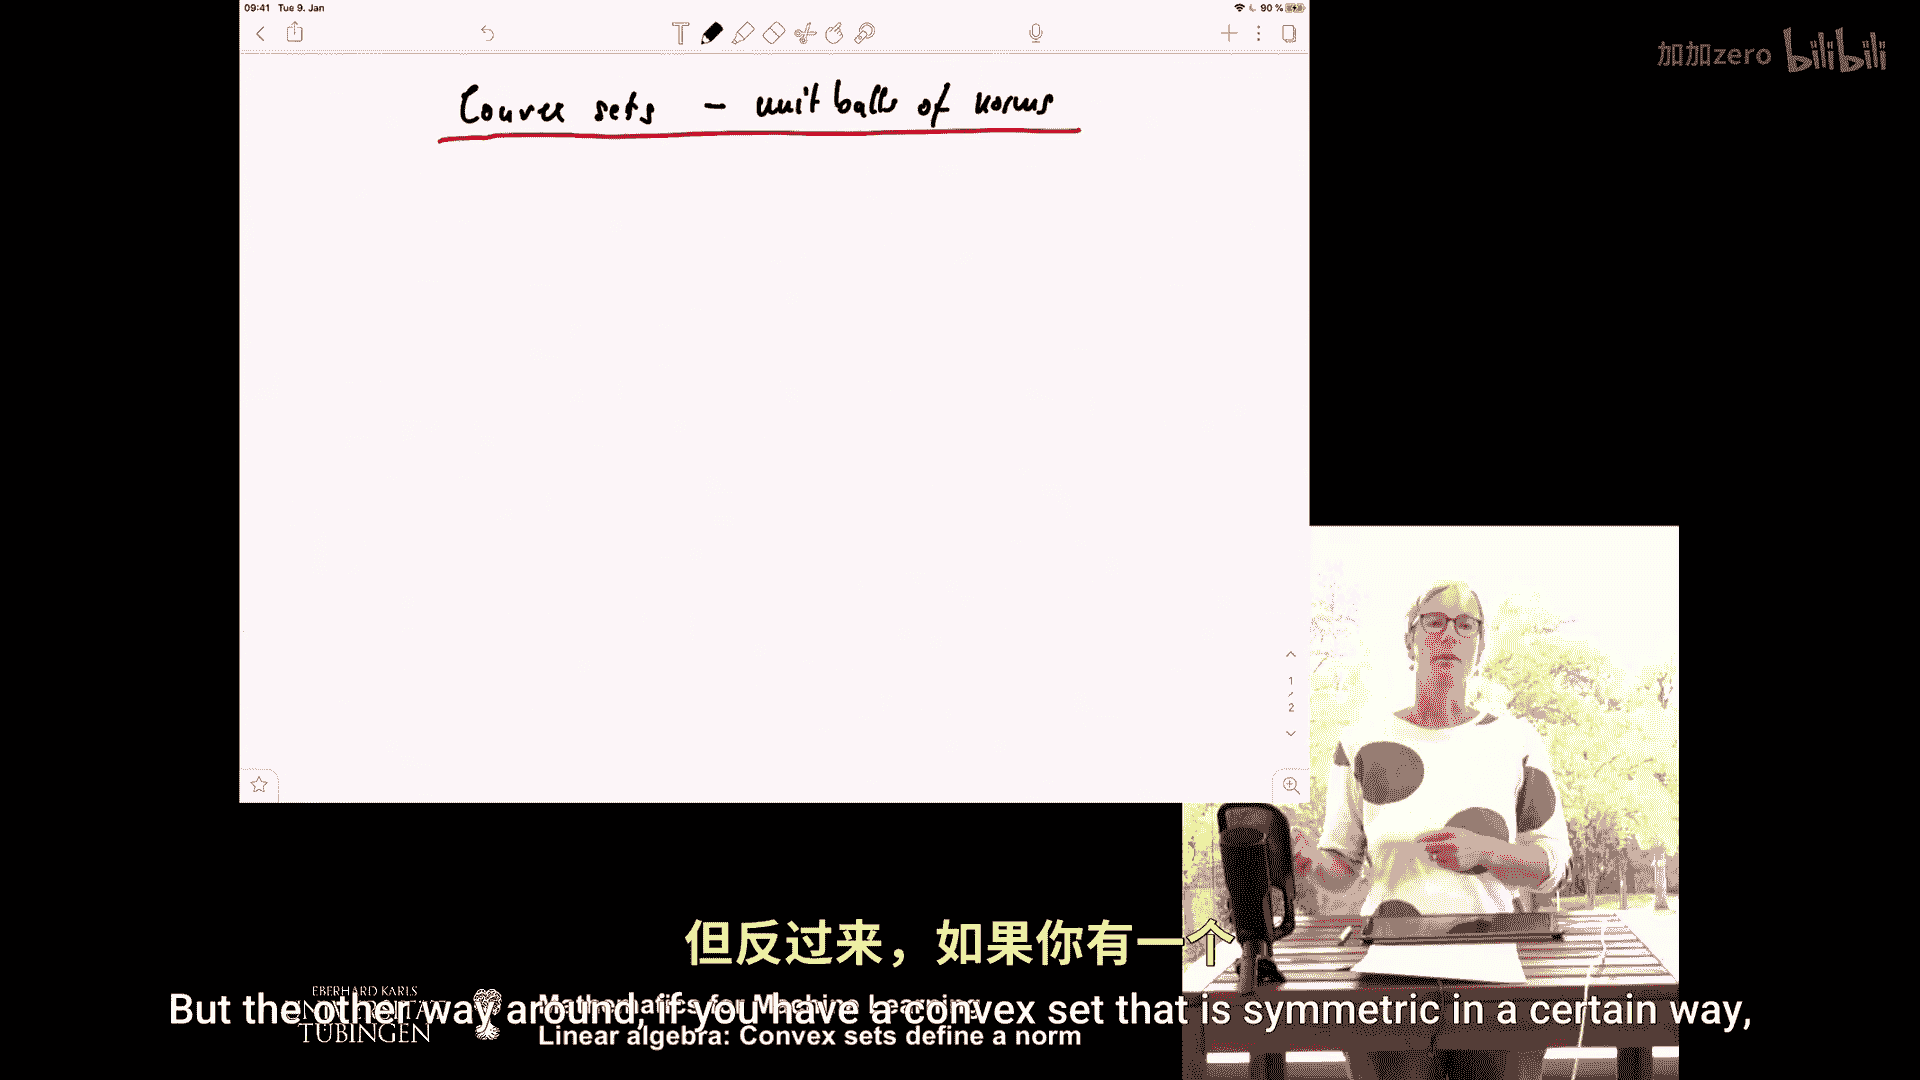 09:41 Tue 9. Jan
90 %
加加zero bilibili
Convex sets – unit balls of norms
1
2
但反过来，如果你有一个
But the other way around, if you have a convex set that is symmetric in a certain way,
EBERHARD KARLS
UNIVERSITÄT
TÜBINGEN
Mathematics for Machine Learning
Linear algebra: Convex sets define a norm